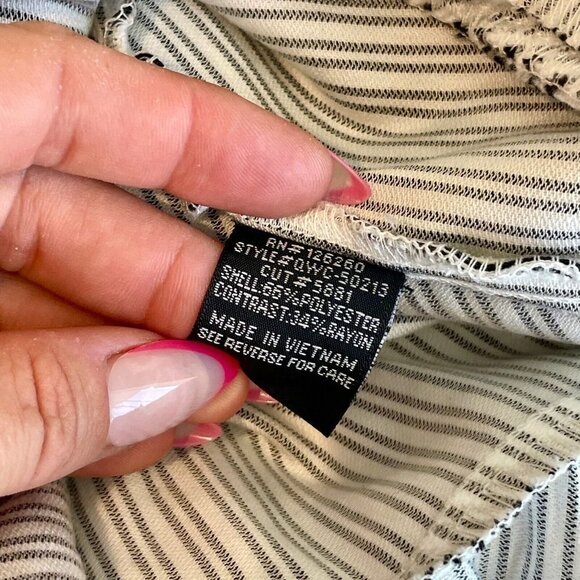 RN# 126260
STYLE# QWC-50213
CUT# 5881
SHELL:66%POLYESTER
CONTRAST:34%RAYON
MADE IN VIETNAM
SEE REVERSE FOR CARE